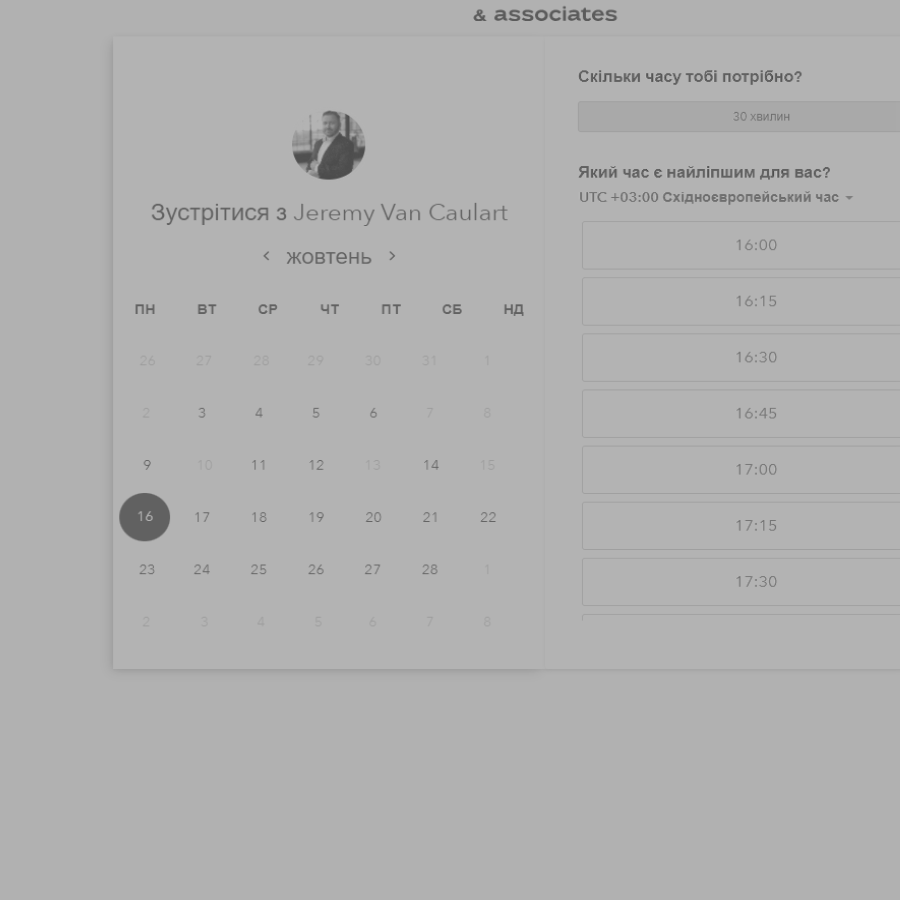 & associates
Зустрітися з Jeremy Van Caulart
‹ жовтень ›
ПН ВТ СР ЧТ ПТ СБ НД
26 27 28 29 30 31 1
2 3 4 5 6 7 8
9 10 11 12 13 14 15
16 17 18 19 20 21 22
23 24 25 26 27 28 1
2 3 4 5 6 7 8
Скільки часу тобі потрібно?
30 хвилин
Який час є найліпшим для вас?
UTC +03:00 Східноєвропейський час
16:00
16:15
16:30
16:45
17:00
17:15
17:30